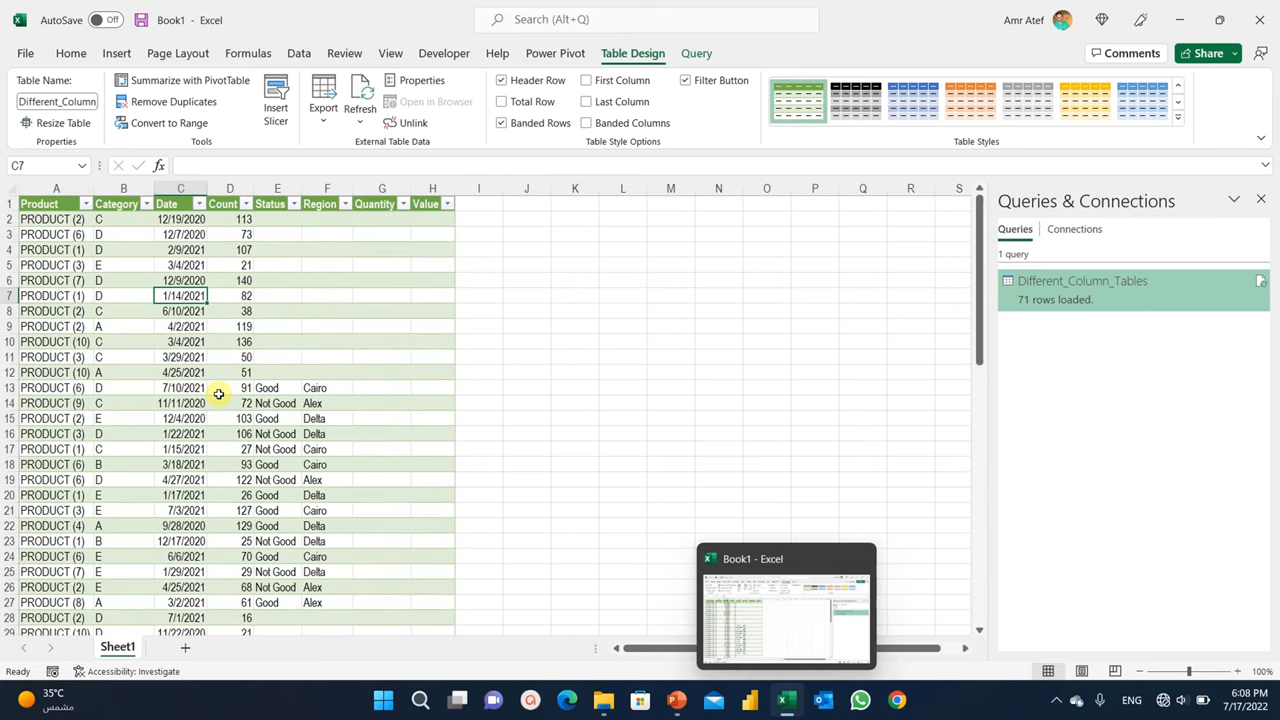 AutoSave Off Book1 - Excel Search (Alt+Q) Amr Atef
File Home Insert Page Layout Formulas Data Review View Developer Help Power Pivot Table Design Query Comments Share
Table Name: Summarize with PivotTable Properties Header Row First Column Filter Button
Different_Column Remove Duplicates Insert Slicer Export Refresh Total Row Last Column
Resize Table Convert to Range Unlink Banded Rows Banded Columns
Properties Tools External Table Data Table Style Options Table Styles
C7 fx
A B C D E F G H I J K L M N O P Q R S
1 Product Category Date Count Status Region Quantity Value
2 PRODUCT (2) C 12/19/2020 113
3 PRODUCT (6) D 12/7/2020 73
4 PRODUCT (1) D 2/9/2021 107
5 PRODUCT (3) E 3/4/2021 21
6 PRODUCT (7) D 12/9/2020 140
7 PRODUCT (1) D 1/14/2021 82
8 PRODUCT (2) C 6/10/2021 38
9 PRODUCT (2) A 4/2/2021 119
10 PRODUCT (10) C 3/4/2021 136
11 PRODUCT (3) C 3/29/2021 50
12 PRODUCT (10) A 4/25/2021 51
13 PRODUCT (6) D 7/10/2021 91 Good Cairo
14 PRODUCT (9) C 11/11/2020 72 Not Good Alex
15 PRODUCT (2) E 12/4/2020 103 Good Delta
16 PRODUCT (3) D 1/22/2021 106 Not Good Delta
17 PRODUCT (1) C 1/15/2021 27 Not Good Cairo
18 PRODUCT (6) B 3/18/2021 93 Good Cairo
19 PRODUCT (6) D 4/27/2021 122 Not Good Alex
20 PRODUCT (1) E 1/17/2021 26 Good Delta
21 PRODUCT (3) E 7/3/2021 127 Good Cairo
22 PRODUCT (4) A 9/28/2020 129 Good Delta
23 PRODUCT (1) B 12/17/2020 25 Not Good Delta
24 PRODUCT (6) E 6/6/2021 70 Good Cairo
25 PRODUCT (7) E 1/29/2021 29 Not Good Delta
26 PRODUCT (1) E 4/25/2021 68 Not Good Alex
27 PRODUCT (8) A 3/2/2021 61 Good Alex
28 PRODUCT (2) D 1/7/2021 16
29 PRODUCT (10) D 11/22/2020 21
Queries & Connections
Queries Connections
1 query
Different_Column_Tables
71 rows loaded.
Book1 - Excel
Sheet1
Ready Accessibility: Investigate 100%
35°C
مشمس
ENG 6:08 PM
7/17/2022